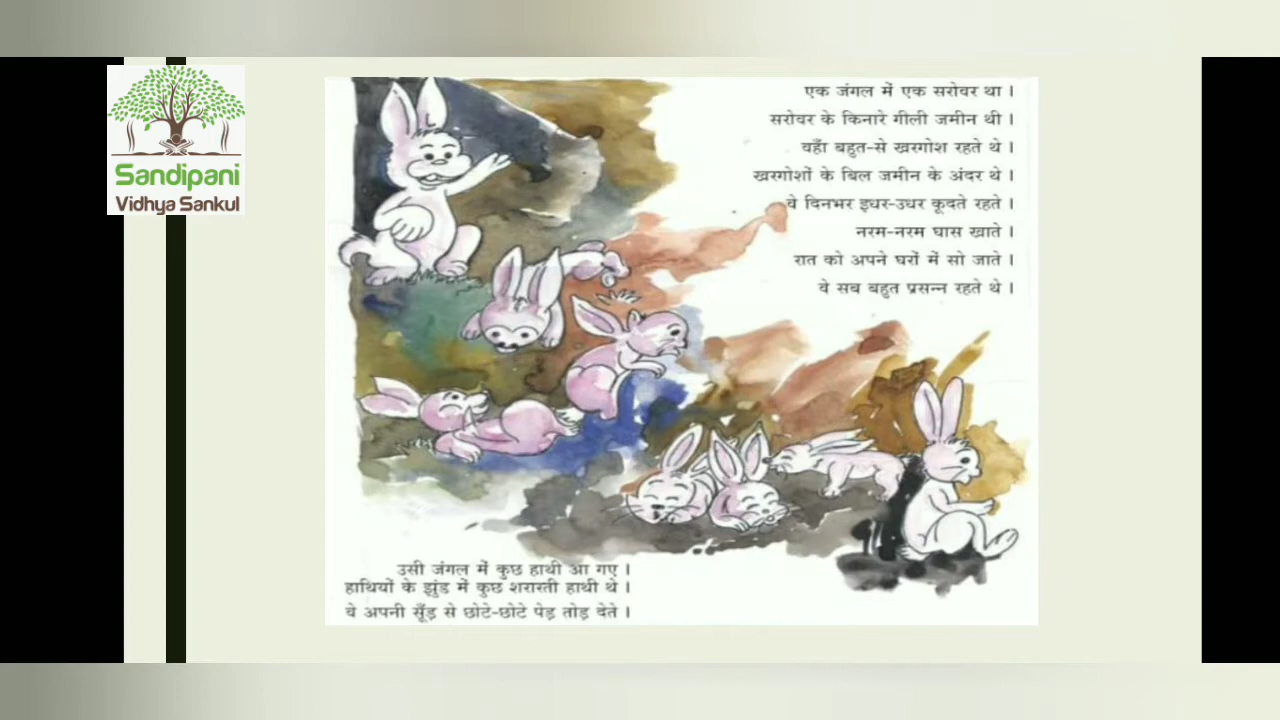 Sandipani
Vidhya Sankul
एक जंगल में एक सरोवर था ।
सरोवर के किनारे गीली जमीन थी ।
वहाँ बहुत-से खरगोश रहते थे ।
खरगोशों के बिल जमीन के अंदर थे ।
वे दिनभर इधर-उधर कूदते रहते ।
नरम-नरम घास खाते ।
रात को अपने घरों में सो जाते ।
वे सब बहुत प्रसन्न रहते थे ।
उसी जंगल में कुछ हाथी आ गए ।
हाथियों के झुंड में कुछ शरारती हाथी थे ।
वे अपनी सूँड़ से छोटे-छोटे पेड़ तोड़ देते ।